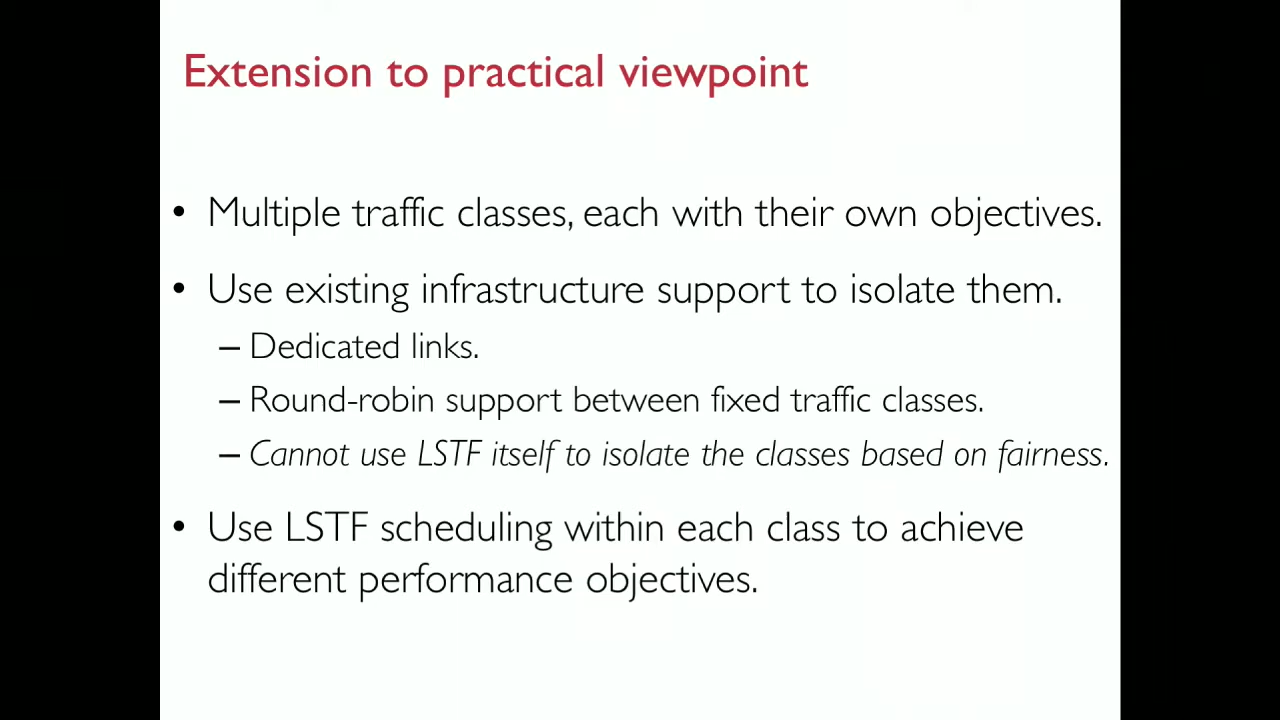 Extension to practical viewpoint
• Multiple traffic classes, each with their own objectives.
• Use existing infrastructure support to isolate them.
– Dedicated links.
– Round-robin support between fixed traffic classes.
– Cannot use LSTF itself to isolate the classes based on fairness.
• Use LSTF scheduling within each class to achieve
different performance objectives.